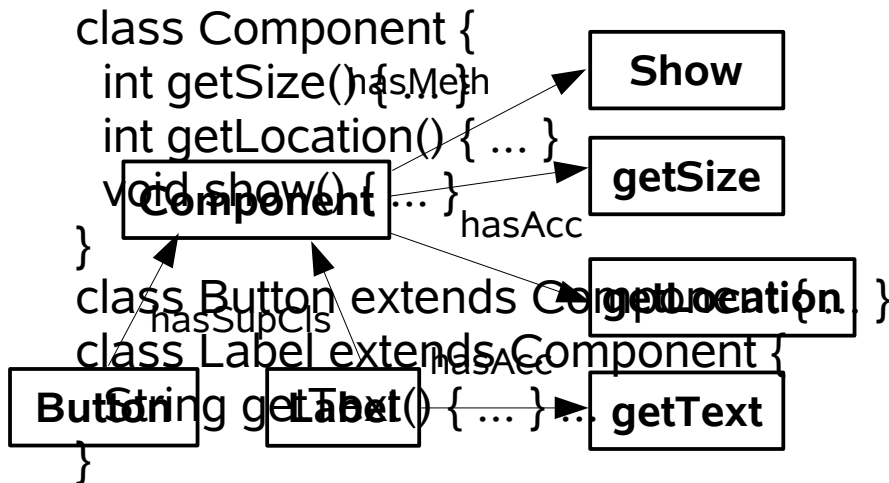 class Component {
int getSize() { ... }
int getLocation() { ... }
void show() { ... }
}
class Button extends Component { ... }
class Label extends Component {
String getText() { ... } ...
}
hasMeth
Show
getSize
Component
hasAcc
getLocation
hasSupCls
hasAcc
Button
Label
getText